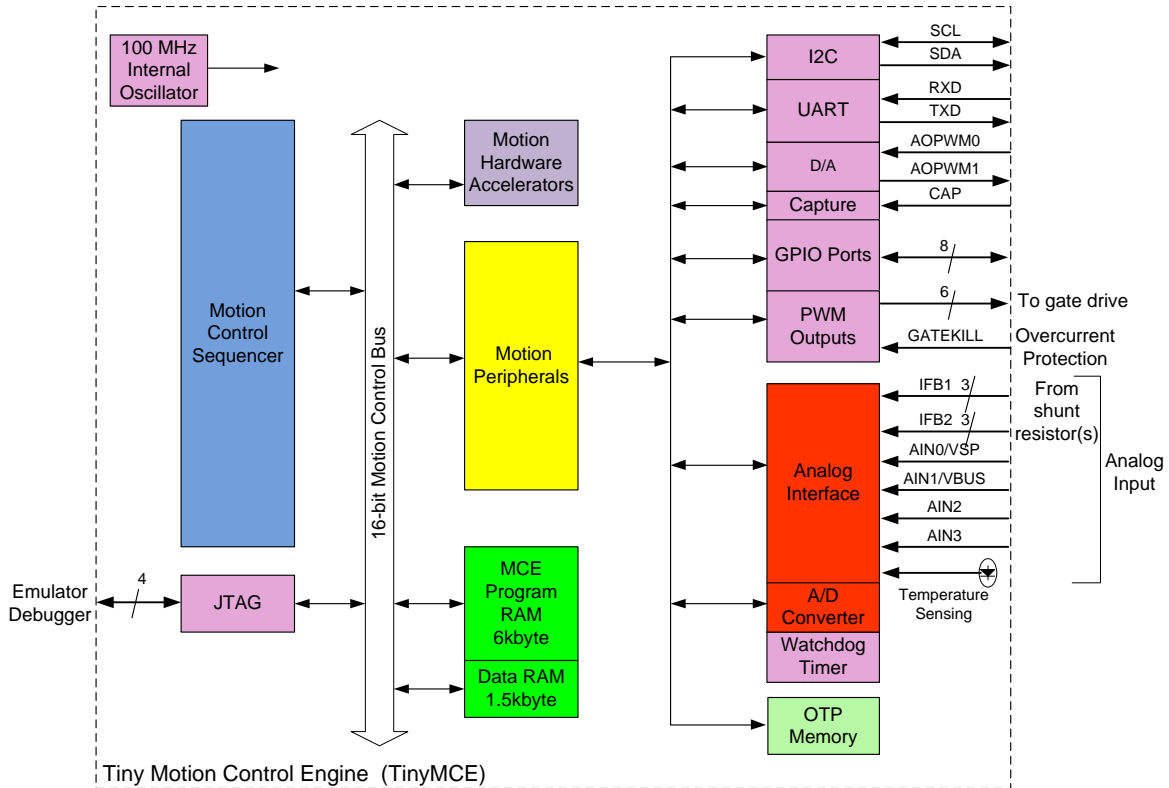 100 MHz
Internal
Oscillator
Motion
Control
Sequencer
JTAG
4
Emulator
Debugger
16-bit Motion Control Bus
Motion
Hardware
Accelerators
Motion
Peripherals
MCE
Program
RAM
6kbyte
Data RAM
1.5kbyte
I2C
UART
D/A
Capture
GPIO Ports
PWM
Outputs
Analog
Interface
A/D
Converter
Watchdog
Timer
OTP
Memory
SCL
SDA
RXD
TXD
AOPWM0
AOPWM1
CAP
8
6
To gate drive
GATEKILL
Overcurrent
Protection
IFB1 3
IFB2 3
From
shunt
resistor(s)
AIN0/VSP
AIN1/VBUS
AIN2
AIN3
Analog
Input
Temperature
Sensing
Tiny Motion Control Engine (TinyMCE)